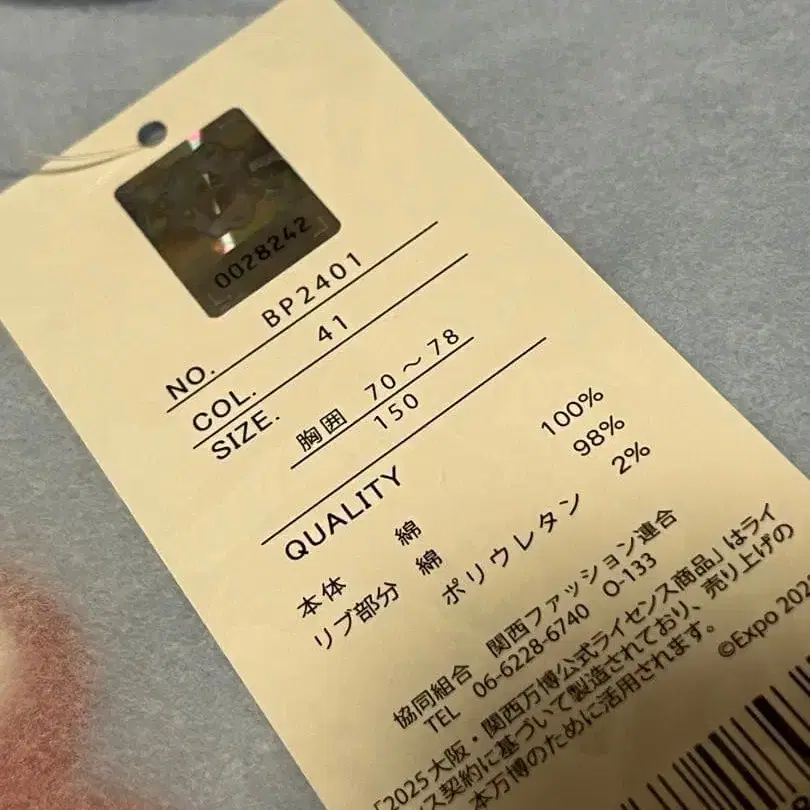 0028242
NO. BP2401
COL. 41
SIZE. 胸囲 70～78
150
QUALITY
本体 綿 100%
リブ部分 綿 98%
ポリウレタン 2%
協同組合 関西ファッション連合
TEL 06-6228-6740 O-133
「2025大阪・関西万博公式ライセンス商品」はライ
ス契約に基づいて製造されており、売り上げの
本万博のために活用されます。
©Expo 202